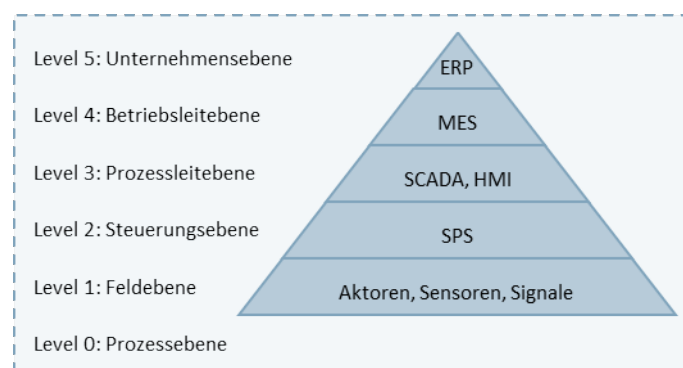 Level 5: Unternehmensebene
ERP
Level 4: Betriebsleitebene
MES
Level 3: Prozessleitebene
SCADA, HMI
Level 2: Steuerungsebene
SPS
Level 1: Feldebene
Aktoren, Sensoren, Signale
Level 0: Prozessebene